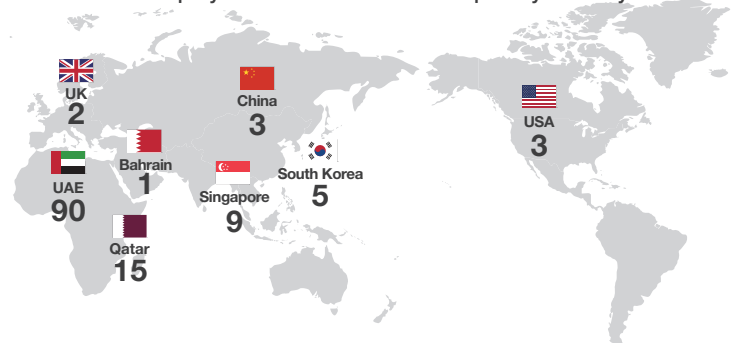 UK
2
China
3
USA
3
Bahrain
1
South Korea
5
UAE
90
Singapore
9
Qatar
15